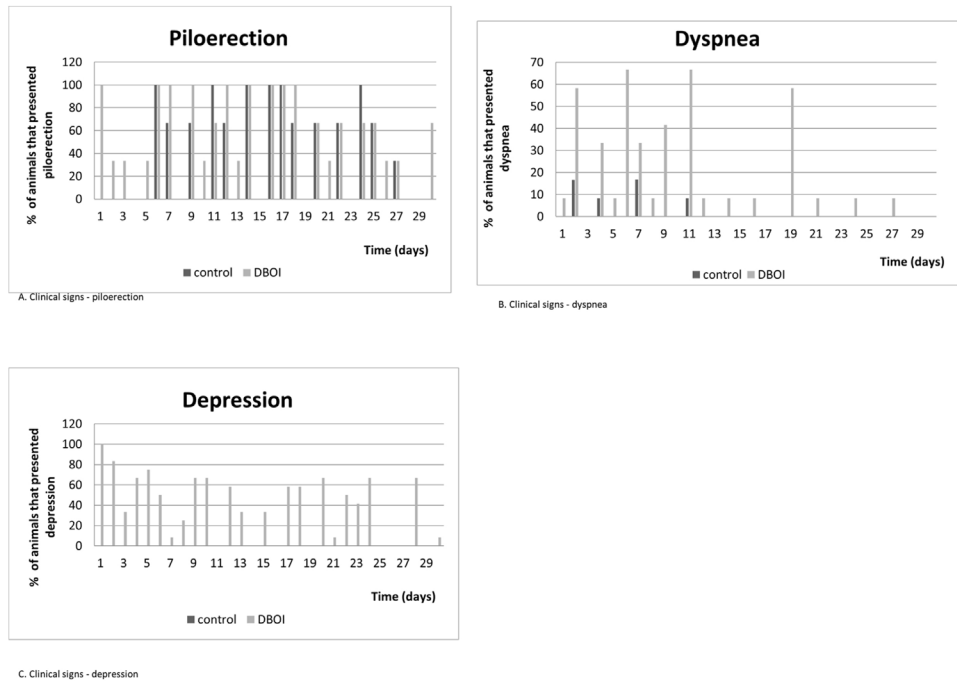 Piloerection
% of animals that presented
piloerection
120
100
80
60
40
20
0
1 3 5 7 9 11 13 15 17 19 21 23 25 27 29
Time (days)
control DBOI
A. Clinical signs - piloerection
Dyspnea
% of animals that presented
dyspnea
70
60
50
40
30
20
10
0
1 3 5 7 9 11 13 15 17 19 21 23 25 27 29
Time (days)
control DBOI
B. Clinical signs - dyspnea
Depression
% of animals that presented
depression
120
100
80
60
40
20
0
1 3 5 7 9 11 13 15 17 19 21 23 25 27 29
Time (days)
control DBOI
C. Clinical signs - depression